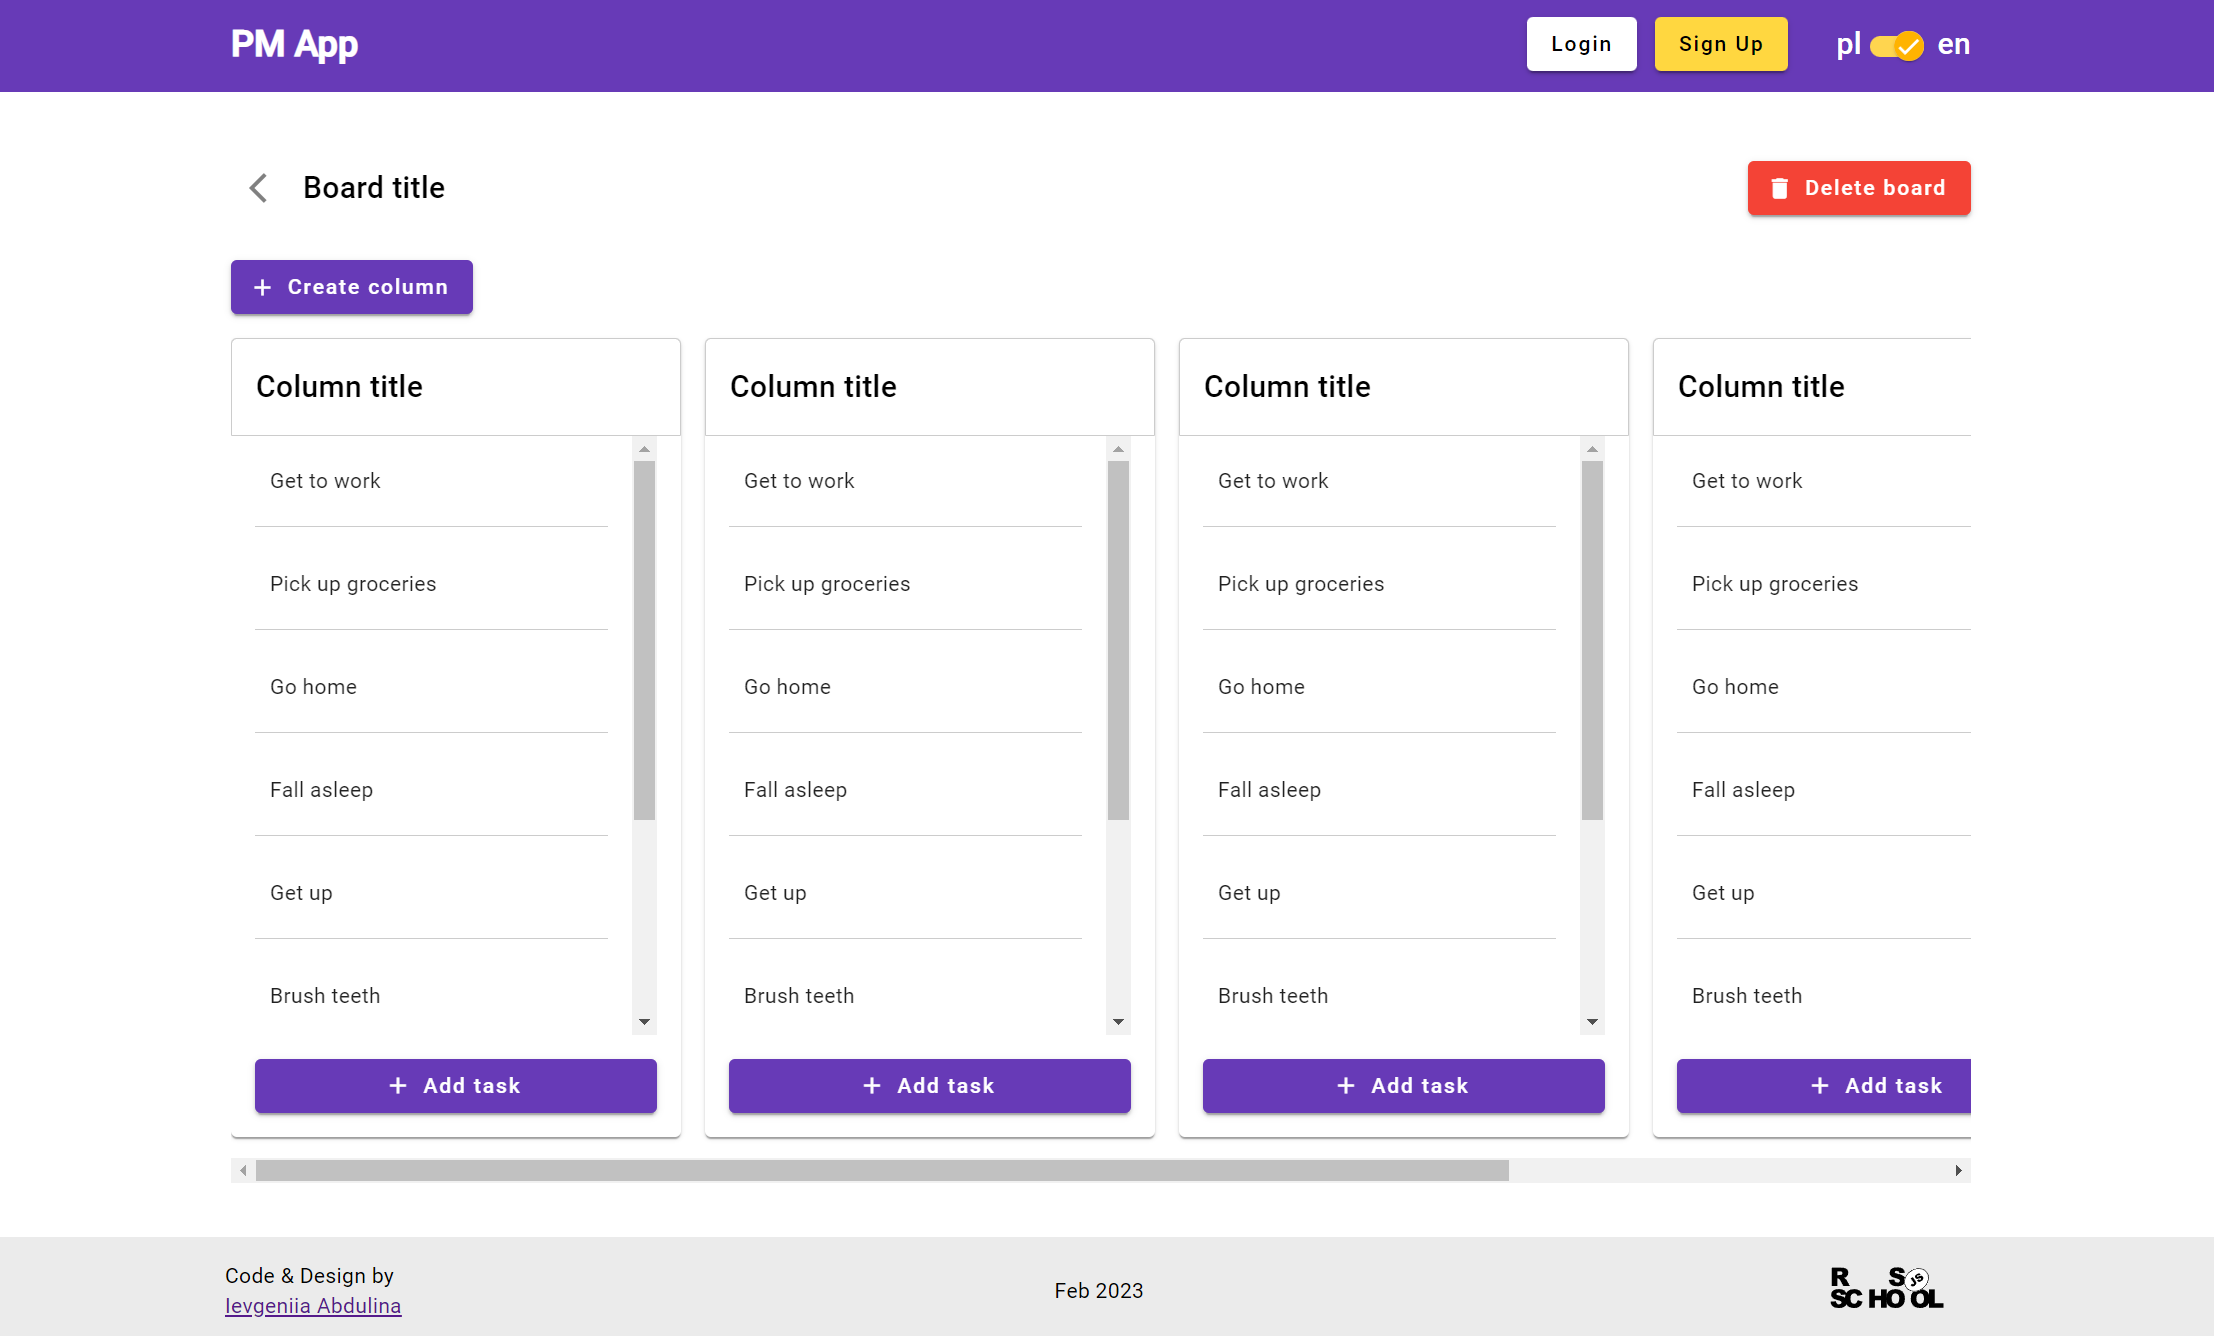 PM App
Login
Sign Up
pl
en
Board title
Delete board
Create column
Column title
Get to work
Pick up groceries
Go home
Fall asleep
Get up
Brush teeth
Add task
Column title
Get to work
Pick up groceries
Go home
Fall asleep
Get up
Brush teeth
Add task
Column title
Get to work
Pick up groceries
Go home
Fall asleep
Get up
Brush teeth
Add task
Column title
Get to work
Pick up groceries
Go home
Fall asleep
Get up
Brush teeth
Add task
Code & Design by
Ievgeniia Abdulina
Feb 2023
R S JS
SCHOOL